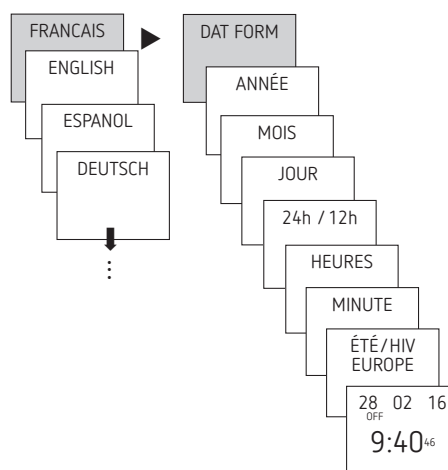 FRANCAIS
ENGLISH
ESPANOL
DEUTSCH
DAT FORM
ANNÉE
MOIS
JOUR
24h / 12h
HEURES
MINUTE
ÉTÉ/HIV
EUROPE
28 02 16
OFF
9:40 46